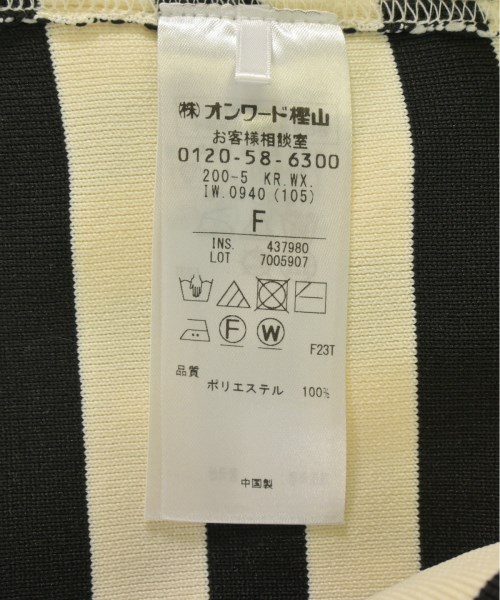 ㈱オンワード樫山
お客様相談室
0120-58-6300
200-5 KR.WX.
IW.0940 (105)
F
INS. 437980
LOT 7005907
F W
F23T
品質
ポリエステル 100%
中国製